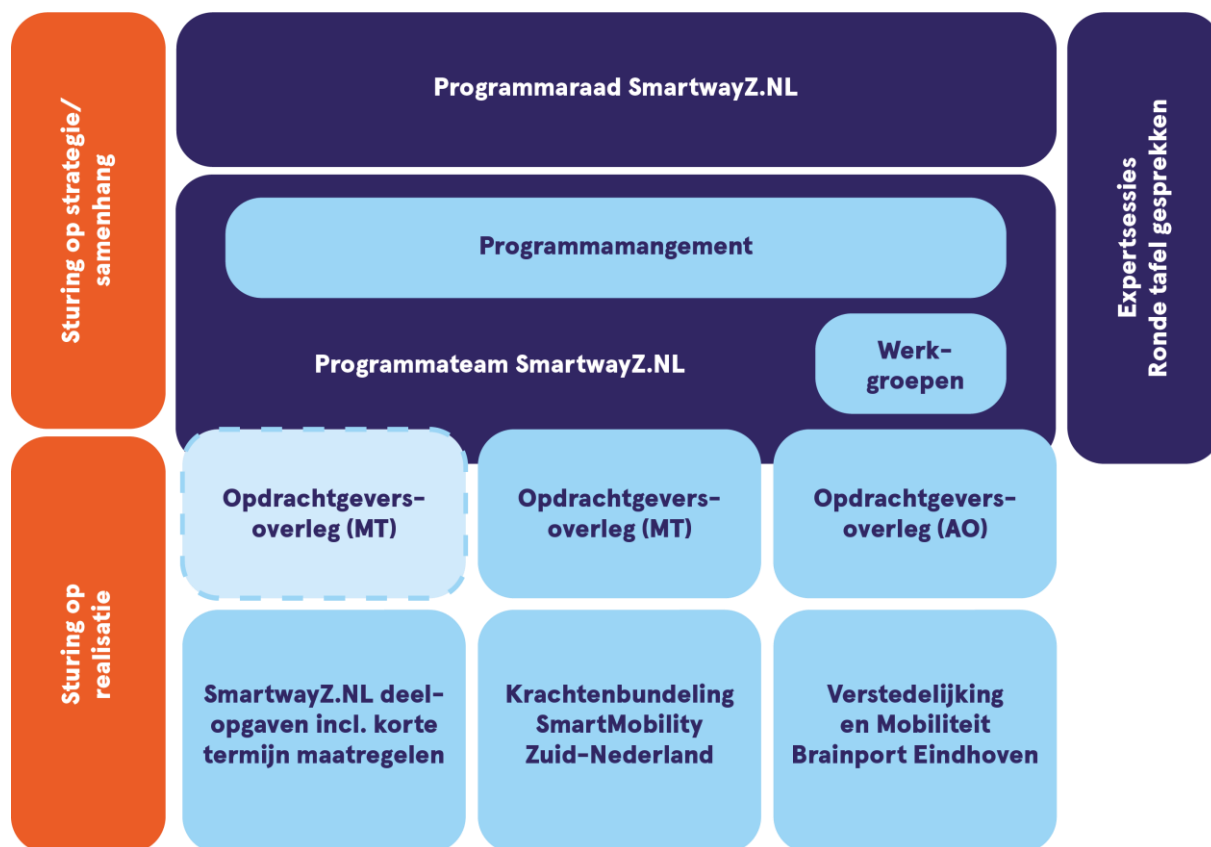 Sturing op strategie/
samenhang
Programmaraad SmartwayZ.NL
Programmamangement
Programmateam SmartwayZ.NL
Werk-
groepen
Expertsessies
Ronde tafel gesprekken
Sturing op
realisatie
Opdrachtgevers-
overleg (MT)
Opdrachtgevers-
overleg (MT)
Opdrachtgevers-
overleg (AO)
SmartwayZ.NL deel-
opgaven incl. korte
termijn maatregelen
Krachtenbundeling
SmartMobility
Zuid-Nederland
Verstedelijking
en Mobiliteit
Brainport Eindhoven